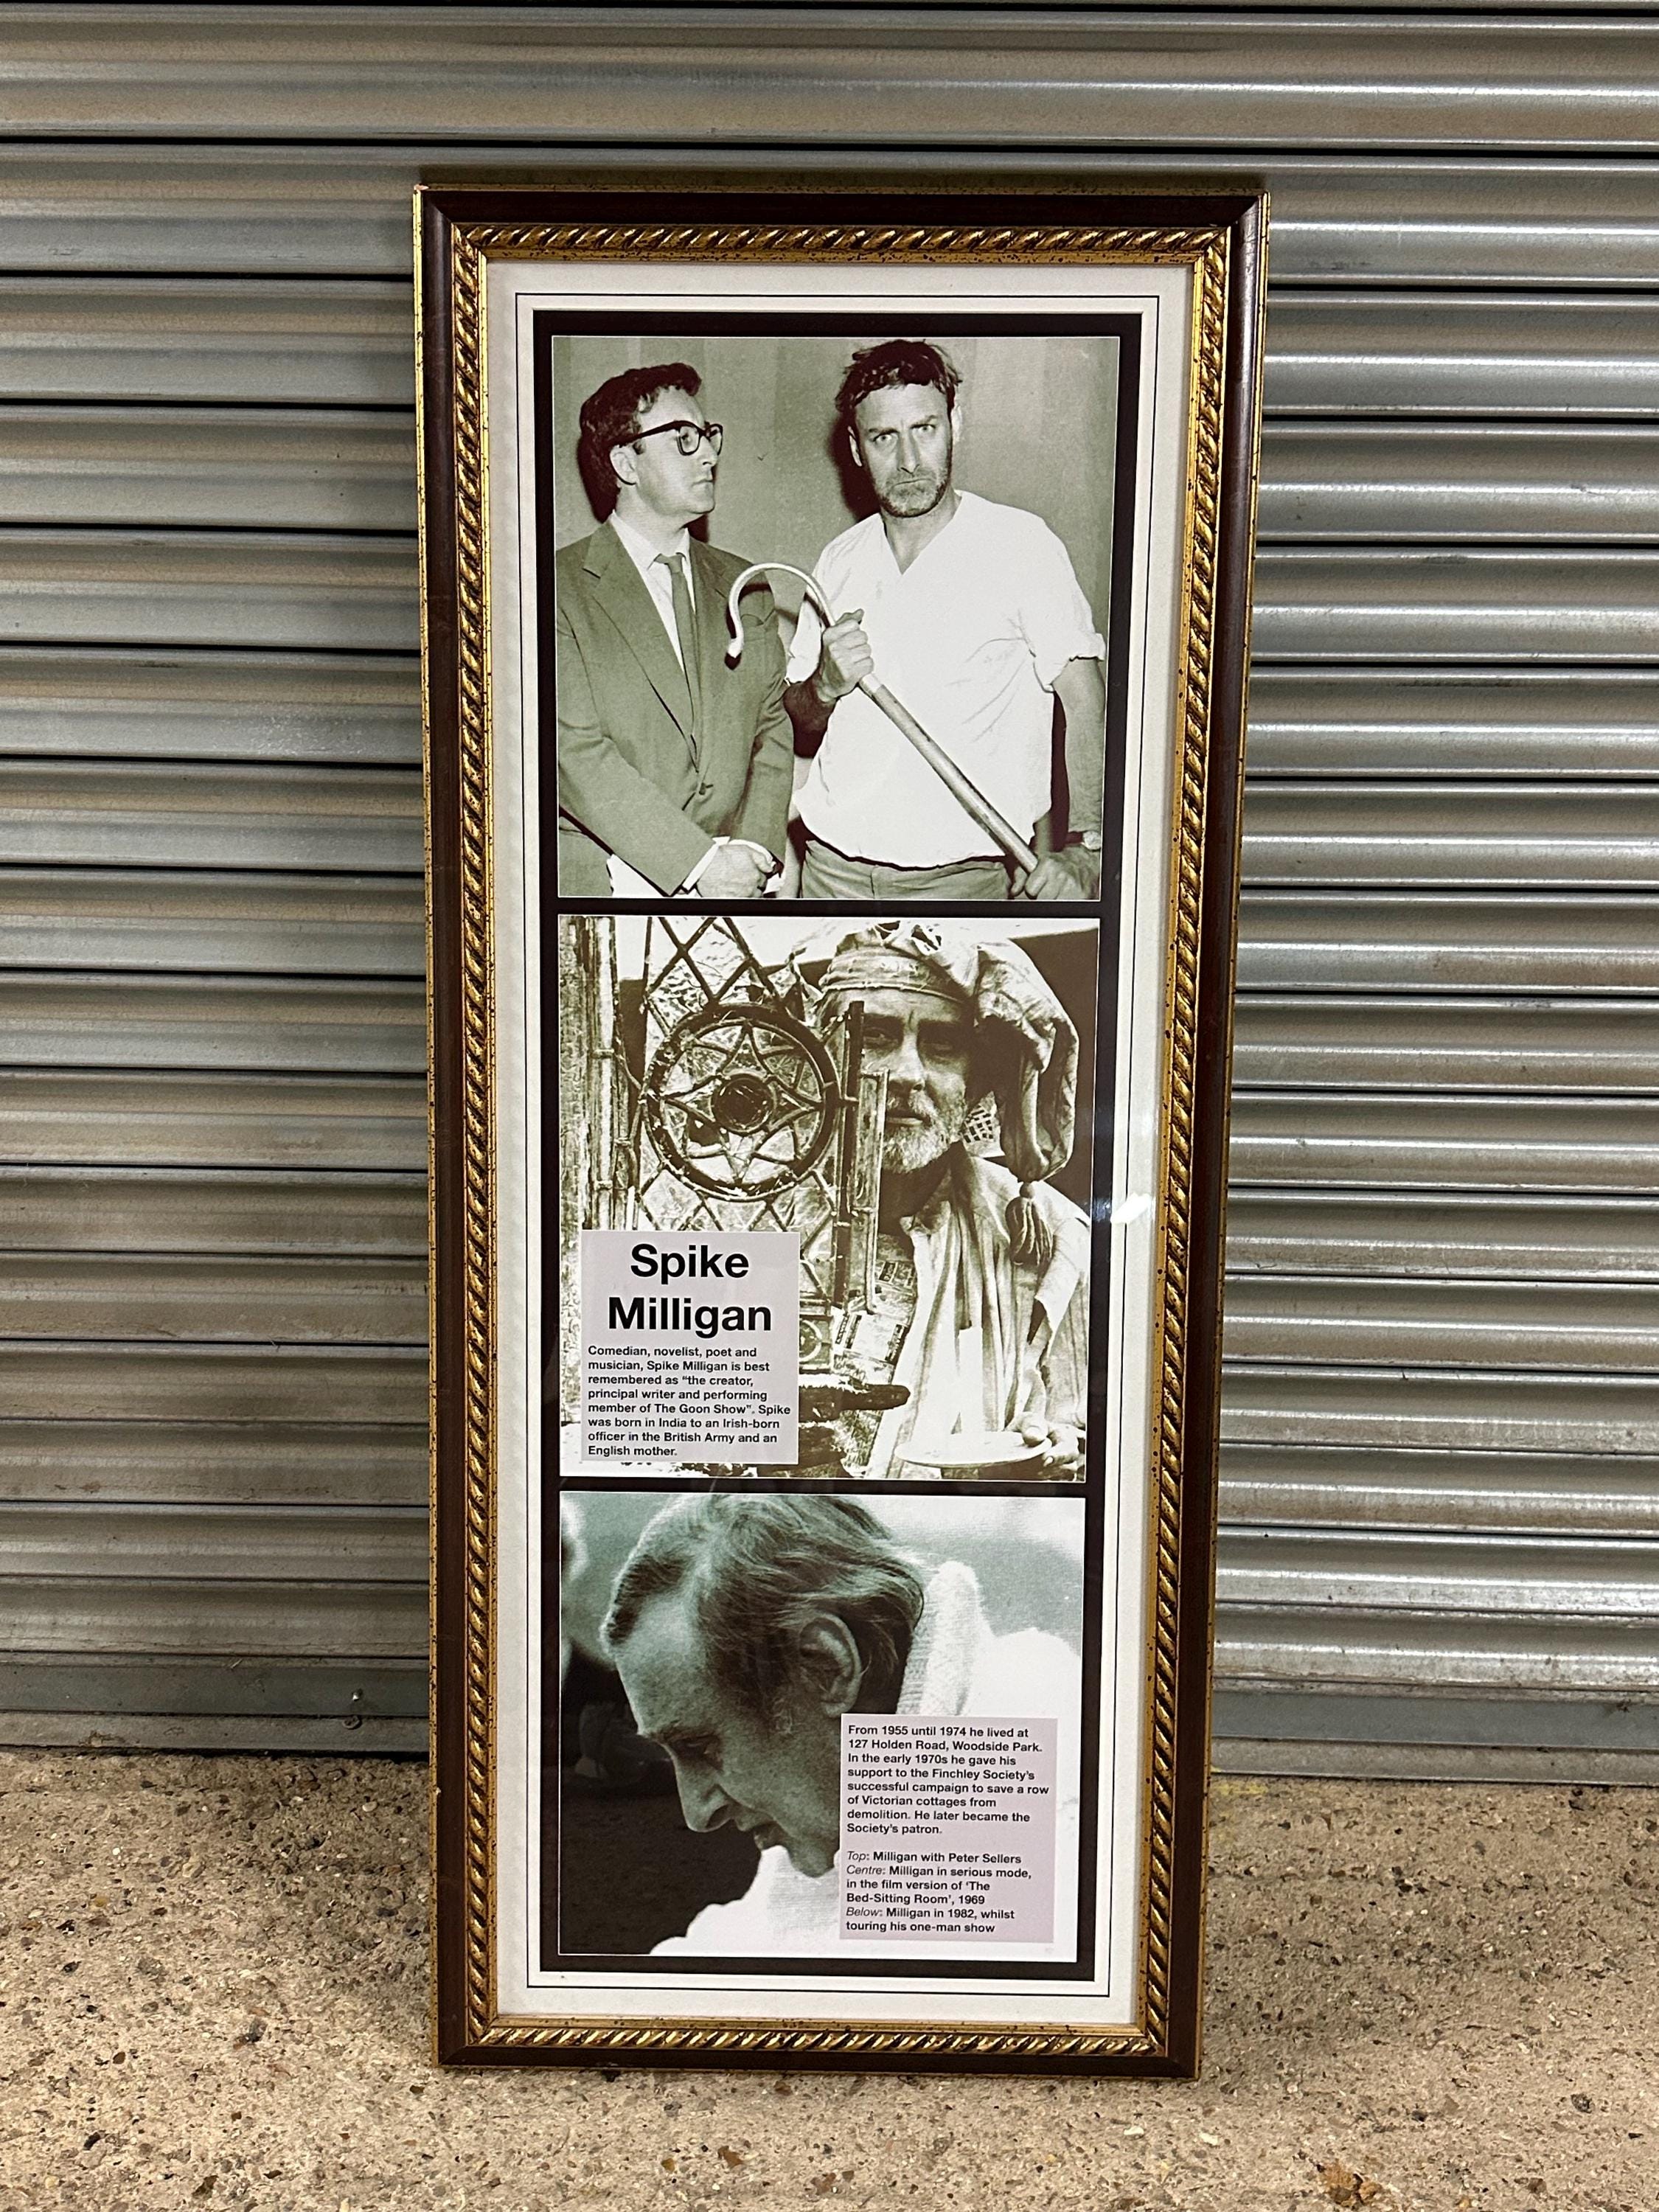 Spike
Milligan
Comedian, novelist, poet and
musician, Spike Milligan is best
remembered as "the creator,
principal writer and performing
member of The Goon Show". Spike
was born in India to an Irish-born
officer in the British Army and an
English mother.
From 1955 until 1974 he lived at
127 Holden Road, Woodside Park.
In the early 1970s he gave his
support to the Finchley Society's
successful campaign to save a row
of Victorian cottages from
demolition. He later became the
Society's patron.
Top: Milligan with Peter Sellers
Centre: Milligan in serious mode,
in the film version of 'The
Bed-Sitting Room', 1969
Below: Milligan in 1982, whilst
touring his one-man show